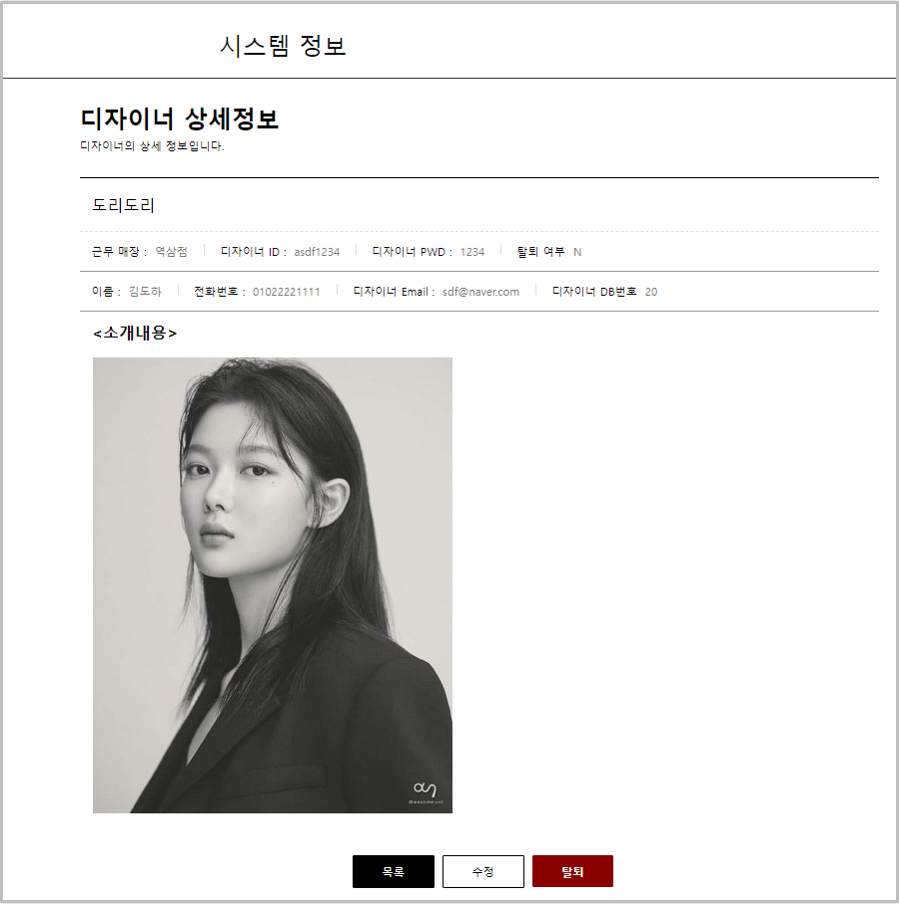 시스템 정보
디자이너 상세정보
디자이너의 상세 정보입니다.
도리도리
근무 매장 : 역삼점 디자이너 ID : asdf1234 디자이너 PWD : 1234 탈퇴 여부 N
이름 : 김도하 전화번호 : 01022221111 디자이너 Email : sdf@naver.com 디자이너 DB번호 20
<소개내용>
목록 수정 탈퇴